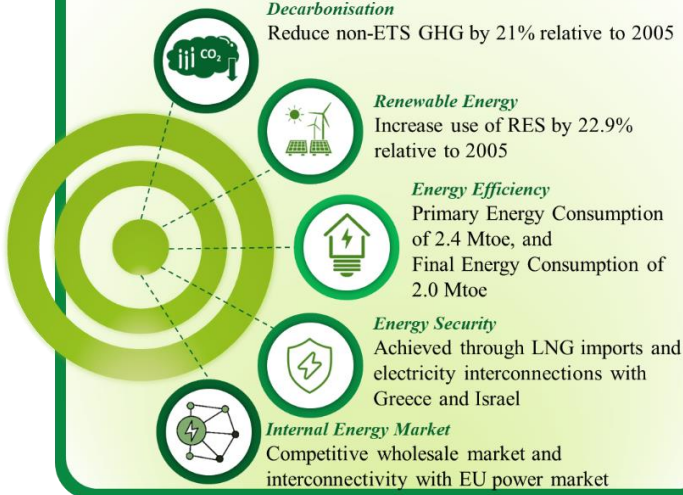 Decarbonisation
Reduce non-ETS GHG by 21% relative to 2005
CO2
Renewable Energy
Increase use of RES by 22.9%
relative to 2005
Energy Efficiency
Primary Energy Consumption
of 2.4 Mtoe, and
Final Energy Consumption of
2.0 Mtoe
Energy Security
Achieved through LNG imports and
electricity interconnections with
Greece and Israel
Internal Energy Market
Competitive wholesale market and
interconnectivity with EU power market